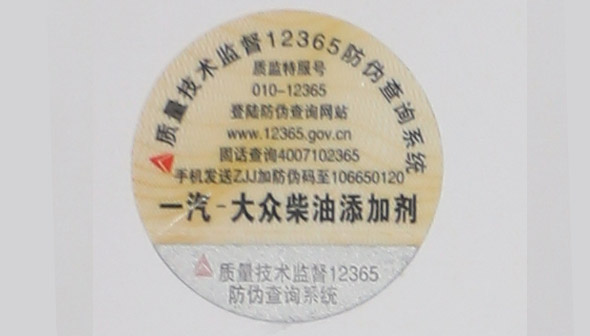 质量技术监督12365防伪查询系统
质监特服号
010-12365
登陆防伪查询网站
www.12365.gov.cn
固话查询4007102365
手机发送ZJJ加防伪码至106650120
一汽-大众柴油添加剂
质量技术监督12365
防伪查询系统